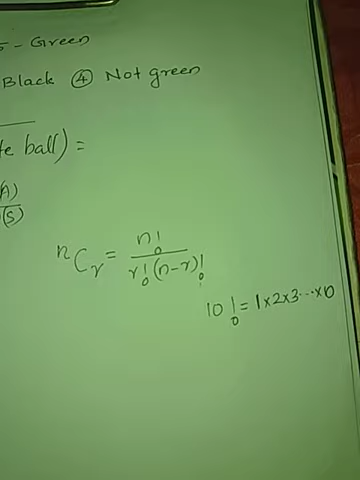 5 - Green
Black ④ Not green
te ball) =
(A)
(S)
ⁿCᵣ = n! / r!(n-r)!
10! = 1×2×3...×10